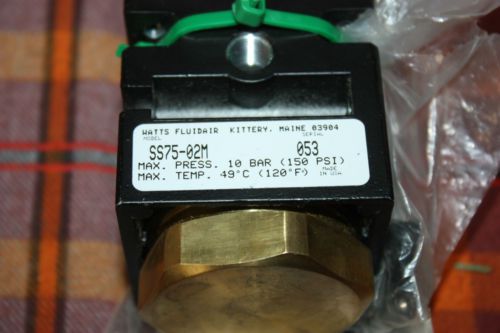 WATTS FLUIDAIR KITTERY, MAINE 03904
MODEL SERIAL
SS75-02M 053
MAX. PRESS. 10 BAR (150 PSI)
MAX. TEMP. 49°C (120°F) MADE IN USA